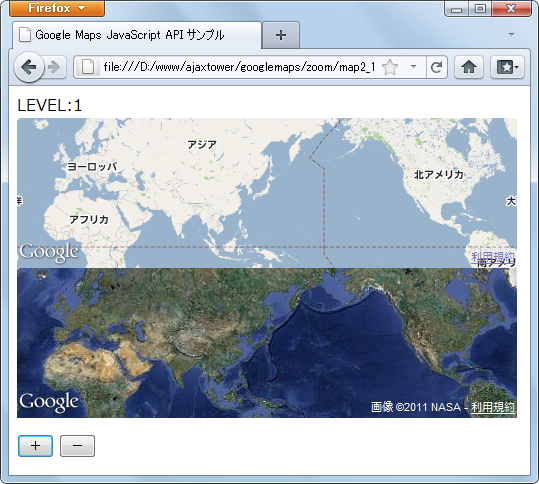 Firefox
Google Maps JavaScript API サンプル
file:///D:/www/ajaxtower/googlemaps/zoom/map2_1
LEVEL:1
アジア
ヨーロッパ
北アメリカ
洋
大
アフリカ
Google
利用規約
南アメリ
Google
画像 ©2011 NASA - 利用規約
+
−